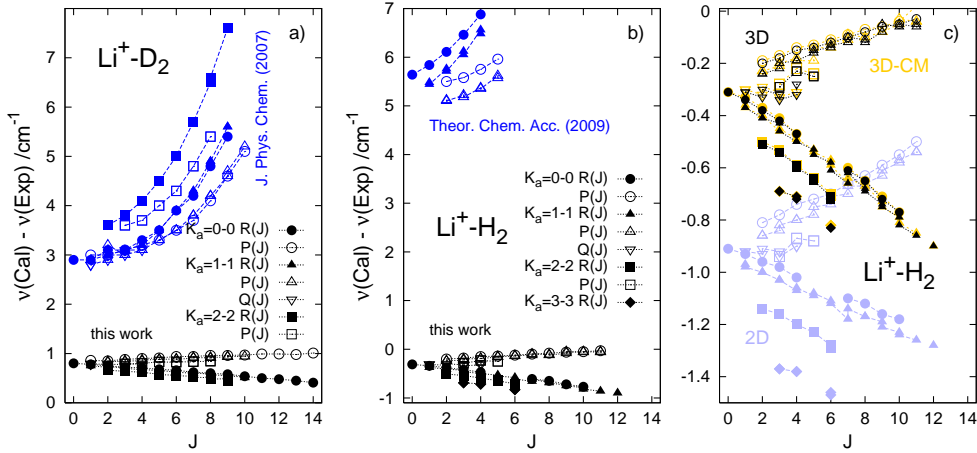 ν(Cal) - ν(Exp) /cm⁻¹
8
7
6
5
4
3
2
1
0
a)
Li⁺-D₂
J. Phys. Chem. (2007)
Kₐ=0-0 R(J)
P(J)
Kₐ=1-1 R(J)
P(J)
Q(J)
Kₐ=2-2 R(J)
P(J)
this work
0 2 4 6 8 10 12 14
J
ν(Cal) - ν(Exp) /cm⁻¹
7
6
5
4
3
2
1
0
-1
b)
Theor. Chem. Acc. (2009)
Kₐ=0-0 R(J)
P(J)
Kₐ=1-1 R(J)
P(J)
Q(J)
Kₐ=2-2 R(J)
P(J)
Kₐ=3-3 R(J)
Li⁺-H₂
this work
0 2 4 6 8 10 12 14
J
-0
-0.2
-0.4
-0.6
-0.8
-1.0
-1.2
-1.4
c)
3D
3D-CM
Li⁺-H₂
2D
0 2 4 6 8 10 12 14
J